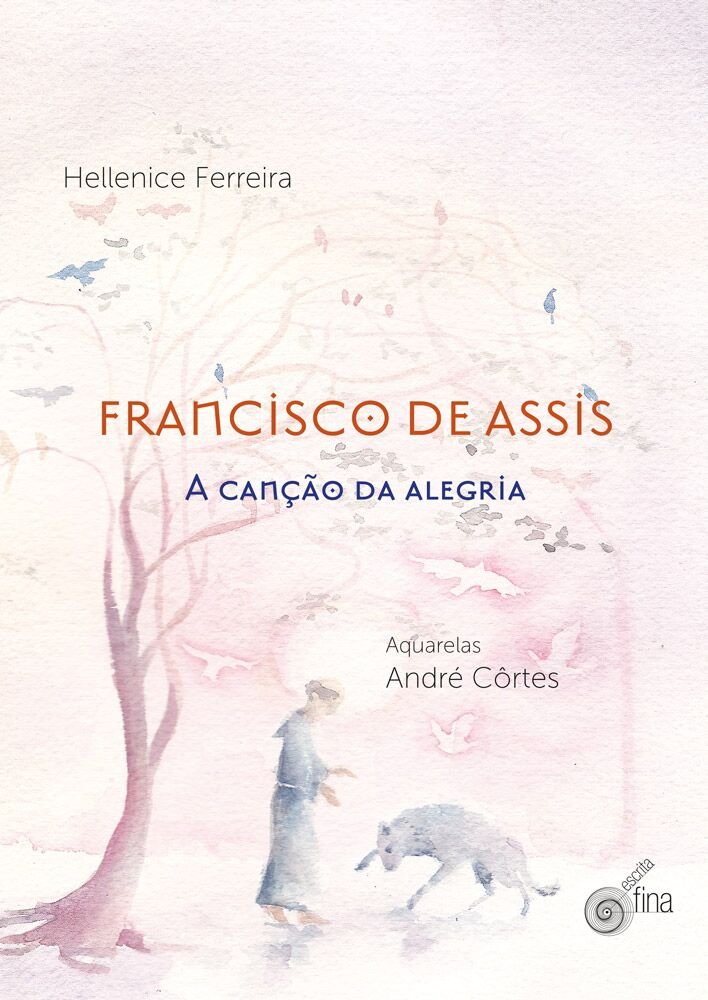 Hellenice Ferreira
FRANCISCO DE ASSIS
A CANÇÃO DA ALEGRIA
Aquarelas
André Côrtes
escrita
fina